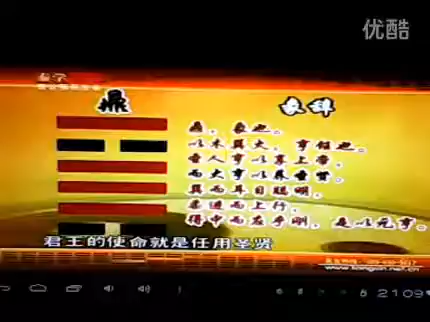 优酷
鼎
彖辞
鼎，象也。
以木巽火，亨饪也。
圣人亨以享上帝，
而大亨以养圣贤。
巽而耳目聪明，
柔进而上行，
得中而应乎刚，是以元亨。
君王的使命就是任用圣贤
21:09